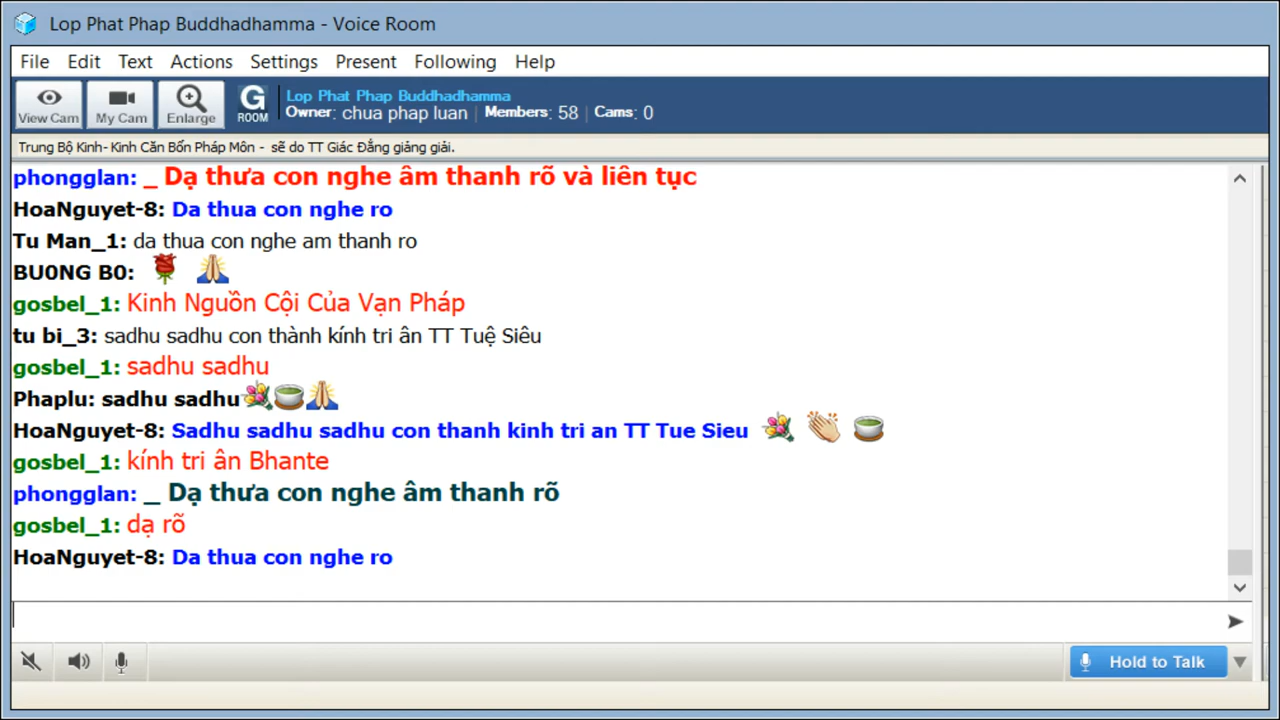 Lop Phat Phap Buddhadhamma - Voice Room
File Edit Text Actions Settings Present Following Help
View Cam My Cam Enlarge G ROOM Lop Phat Phap Buddhadhamma
Owner: chua phap luan | Members: 58 | Cams: 0
Trung Bộ Kinh- Kinh Căn Bổn Pháp Môn - sẽ do TT Giác Đẳng giảng giải.
phongglan: _ Dạ thưa con nghe âm thanh rõ và liên tục
HoaNguyet-8: Da thua con nghe ro
Tu Man_1: da thua con nghe am thanh ro
BU0NG B0:
gosbel_1: Kinh Nguồn Cội Của Vạn Pháp
tu bi_3: sadhu sadhu con thành kính tri ân TT Tuệ Siêu
gosbel_1: sadhu sadhu
Phaplu: sadhu sadhu
HoaNguyet-8: Sadhu sadhu sadhu con thanh kinh tri an TT Tue Sieu
gosbel_1: kính tri ân Bhante
phongglan: _ Dạ thưa con nghe âm thanh rõ
gosbel_1: dạ rõ
HoaNguyet-8: Da thua con nghe ro
Hold to Talk